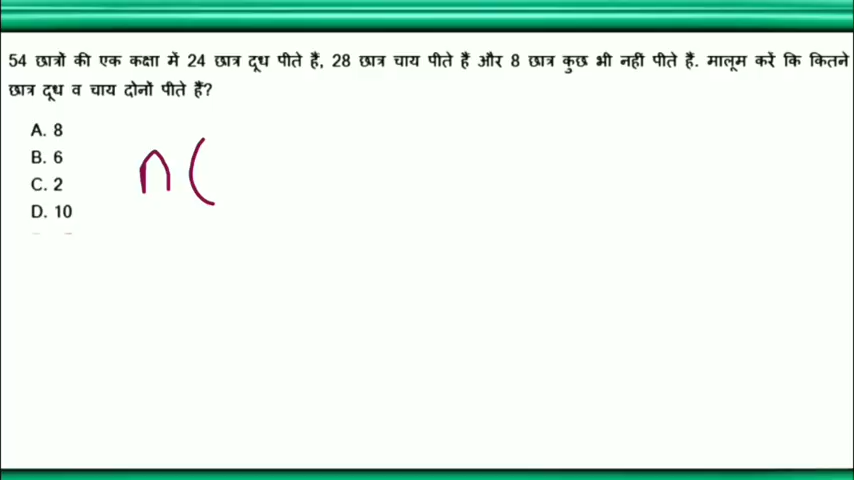 54 छात्रों की एक कक्षा में 24 छात्र दूध पीते हैं, 28 छात्र चाय पीते हैं और 8 छात्र कुछ भी नहीं पीते हैं. मालूम करें कि कितने
छात्र दूध व चाय दोनों पीते हैं?
A. 8
B. 6
C. 2
D. 10
n (